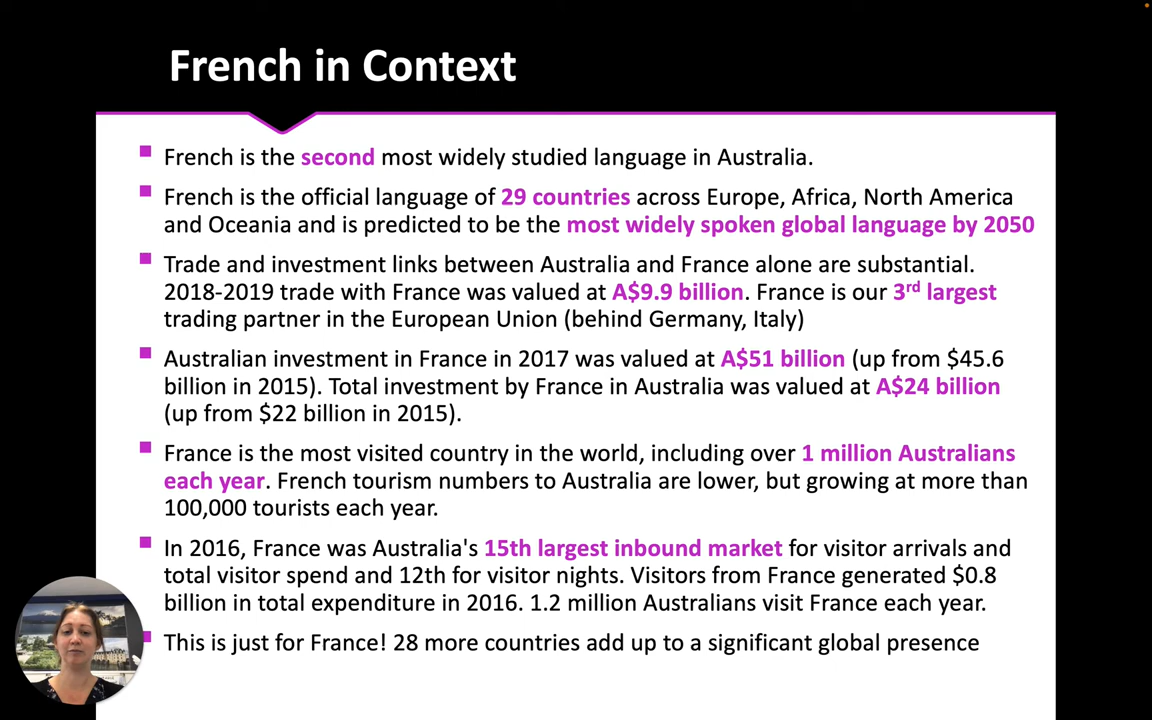 French in Context
French is the second most widely studied language in Australia.
French is the official language of 29 countries across Europe, Africa, North America
and Oceania and is predicted to be the most widely spoken global language by 2050
Trade and investment links between Australia and France alone are substantial.
2018-2019 trade with France was valued at A$9.9 billion. France is our 3rd largest
trading partner in the European Union (behind Germany, Italy)
Australian investment in France in 2017 was valued at A$51 billion (up from $45.6
billion in 2015). Total investment by France in Australia was valued at A$24 billion
(up from $22 billion in 2015).
France is the most visited country in the world, including over 1 million Australians
each year. French tourism numbers to Australia are lower, but growing at more than
100,000 tourists each year.
In 2016, France was Australia's 15th largest inbound market for visitor arrivals and
total visitor spend and 12th for visitor nights. Visitors from France generated $0.8
billion in total expenditure in 2016. 1.2 million Australians visit France each year.
This is just for France! 28 more countries add up to a significant global presence